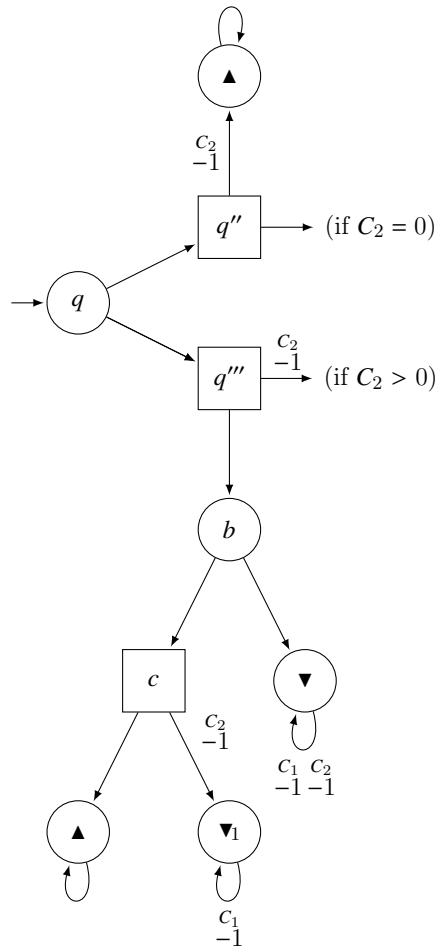 ▲
C₂
−1
q″ (if C₂ = 0)
q
C₂
−1
q‴ (if C₂ > 0)
b
c ▼
C₂
−1
C₁ C₂
−1 −1
▲ ▼₁
C₁
−1